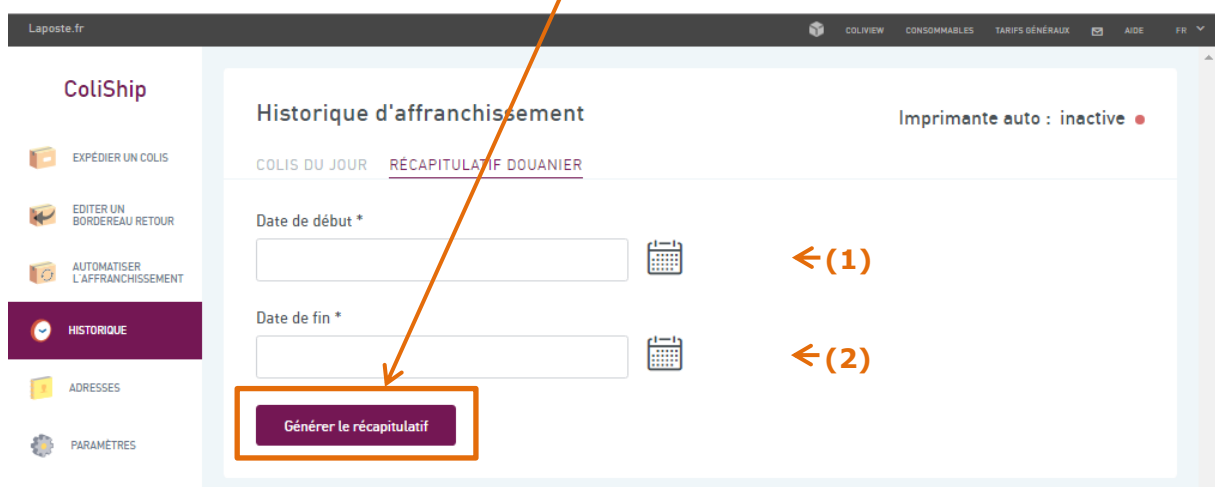 Laposte.fr
COLIVIEW CONSOMMABLES TARIFS GÉNÉRAUX AIDE FR
ColiShip
EXPÉDIER UN COLIS
EDITER UN
BORDEREAU RETOUR
AUTOMATISER
L'AFFRANCHISSEMENT
HISTORIQUE
ADRESSES
PARAMÈTRES
Historique d'affranchissement
Imprimante auto : inactive
COLIS DU JOUR RÉCAPITULATIF DOUANIER
Date de début *
(1)
Date de fin *
(2)
Générer le récapitulatif